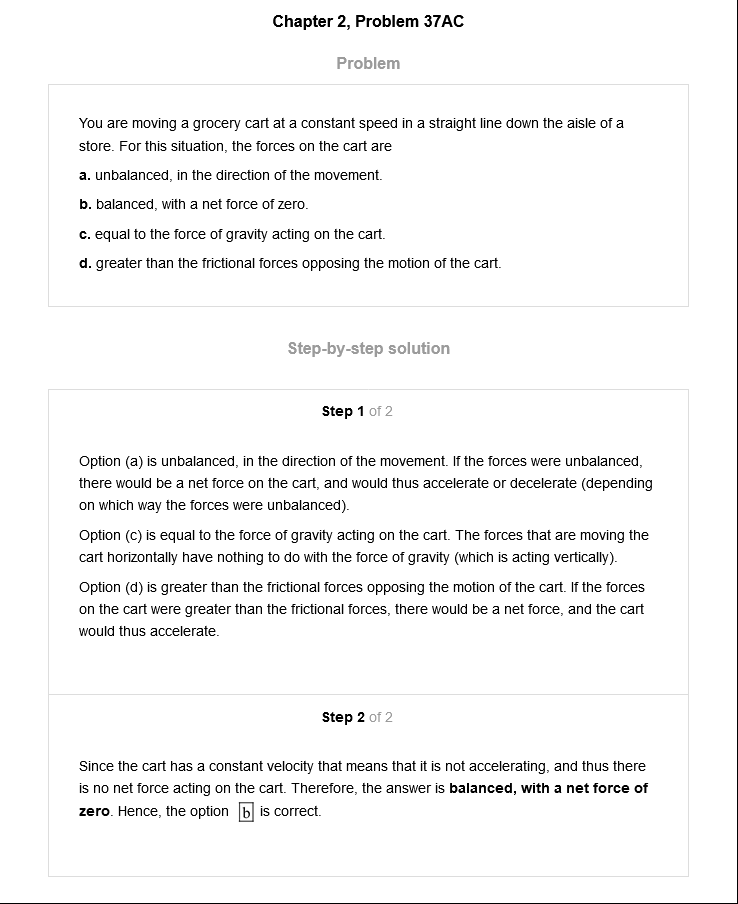 Chapter 2, Problem 37AC
Problem
You are moving a grocery cart at a constant speed in a straight line down the aisle of a
store. For this situation, the forces on the cart are
a. unbalanced, in the direction of the movement.
b. balanced, with a net force of zero.
c. equal to the force of gravity acting on the cart.
d. greater than the frictional forces opposing the motion of the cart.
Step-by-step solution
Step 1 of 2
Option (a) is unbalanced, in the direction of the movement. If the forces were unbalanced,
there would be a net force on the cart, and would thus accelerate or decelerate (depending
on which way the forces were unbalanced).
Option (c) is equal to the force of gravity acting on the cart. The forces that are moving the
cart horizontally have nothing to do with the force of gravity (which is acting vertically).
Option (d) is greater than the frictional forces opposing the motion of the cart. If the forces
on the cart were greater than the frictional forces, there would be a net force, and the cart
would thus accelerate.
Step 2 of 2
Since the cart has a constant velocity that means that it is not accelerating, and thus there
is no net force acting on the cart. Therefore, the answer is balanced, with a net force of
zero. Hence, the option b is correct.